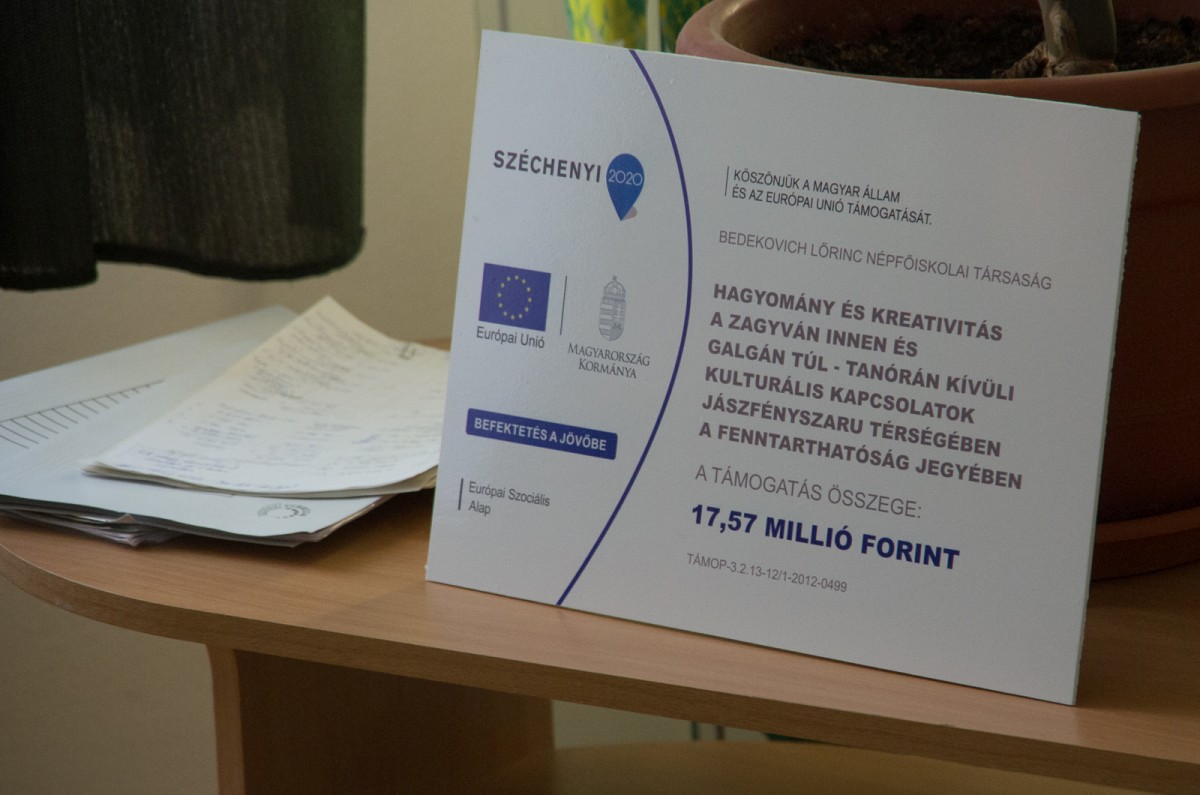 SZÉCHENYI 2020
Európai Unió
MAGYARORSZÁG
KORMÁNYA
BEFEKTETÉS A JÖVŐBE
Európai Szociális
Alap
KÖSZÖNJÜK A MAGYAR ÁLLAM
ÉS AZ EURÓPAI UNIÓ TÁMOGATÁSÁT.
BEDEKOVICH LŐRINC NÉPFŐISKOLAI TÁRSASÁG
HAGYOMÁNY ÉS KREATIVITÁS
A ZAGYVÁN INNEN ÉS
GALGÁN TÚL - TANÓRÁN KÍVÜLI
KULTURÁLIS KAPCSOLATOK
JÁSZFÉNYSZARU TÉRSÉGÉBEN
A FENNTARTHATÓSÁG JEGYÉBEN
A TÁMOGATÁS ÖSSZEGE:
17,57 MILLIÓ FORINT
TÁMOP-3.2.13-12/1-2012-0499